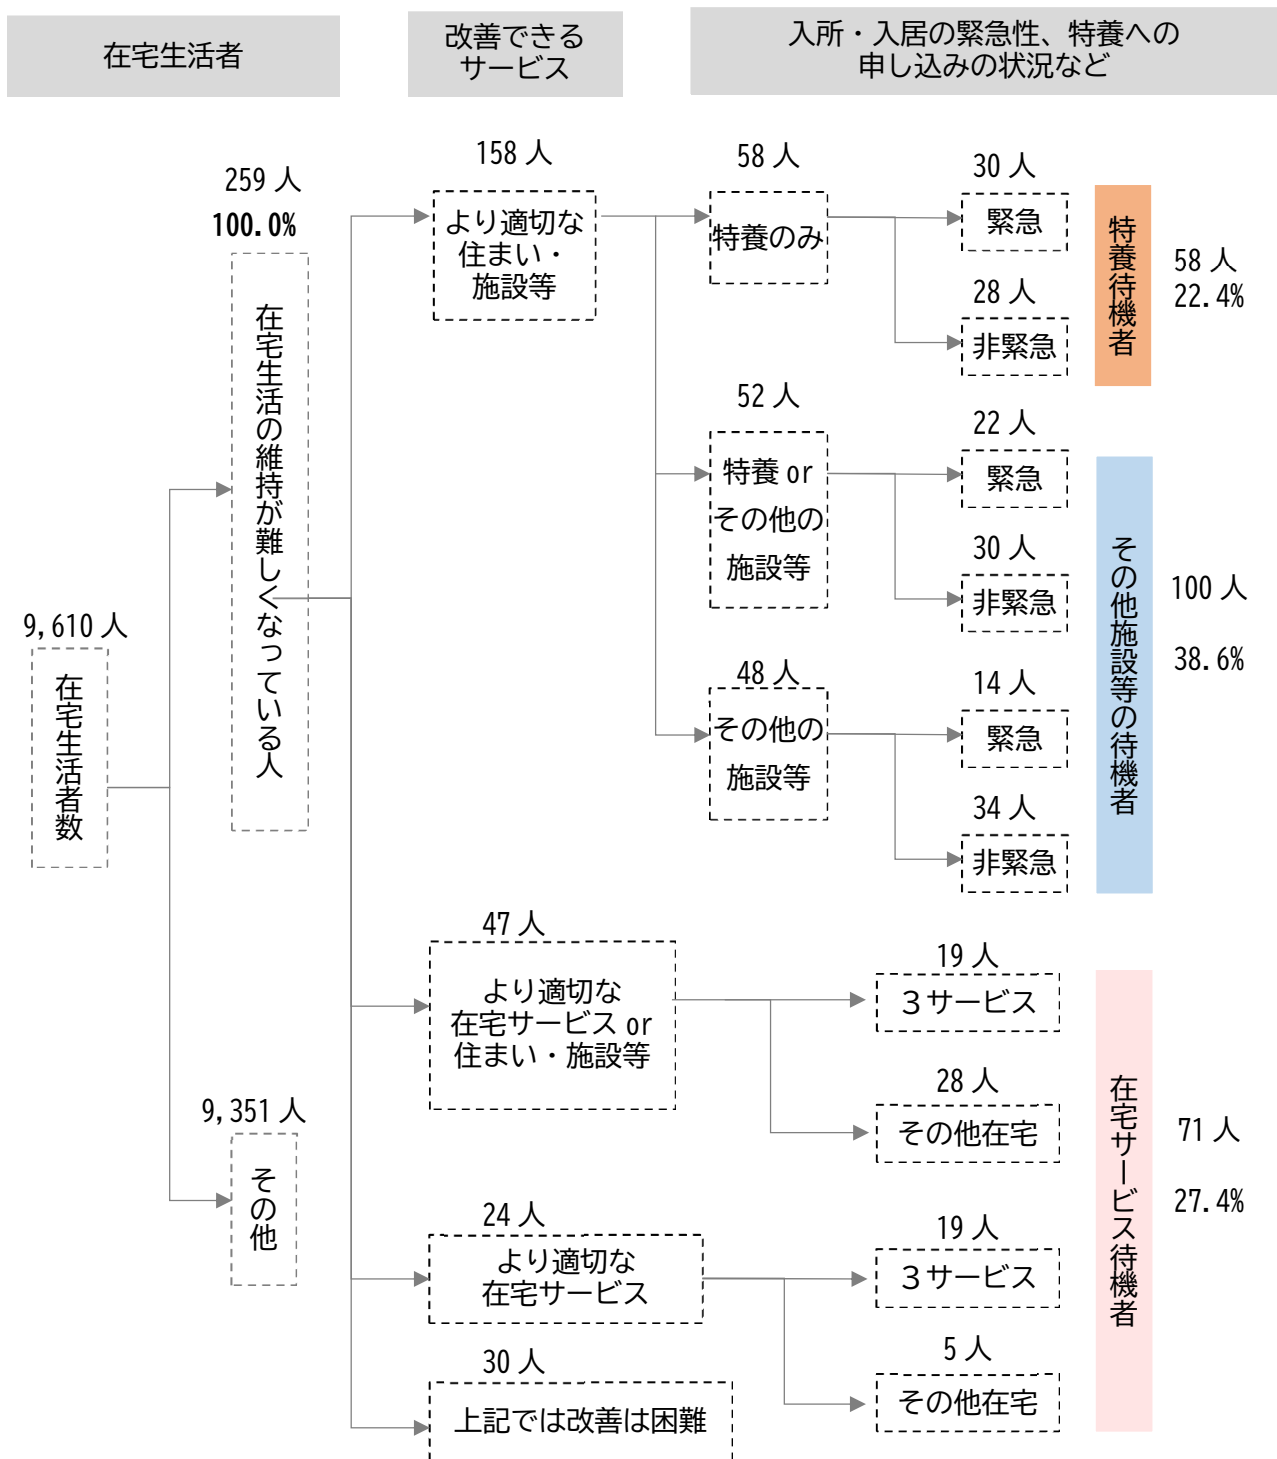 在宅生活者
改善できる
サービス
入所・入居の緊急性、特養への
申し込みの状況など
9,610 人
在宅生活者数
259 人
100.0%
在宅生活の維持が難しくなっている人
9,351 人
その他
158 人
より適切な
住まい・
施設等
58 人
特養のみ
30 人
緊急
28 人
非緊急
52 人
特養 or
その他の
施設等
22 人
緊急
30 人
非緊急
48 人
その他の
施設等
14 人
緊急
34 人
非緊急
特養待機者
58 人
22.4%
その他施設等の待機者
100 人
38.6%
47 人
より適切な
在宅サービス or
住まい・施設等
19 人
３サービス
28 人
その他在宅
24 人
より適切な
在宅サービス
19 人
３サービス
5 人
その他在宅
在宅サービス待機者
71 人
27.4%
30 人
上記では改善は困難